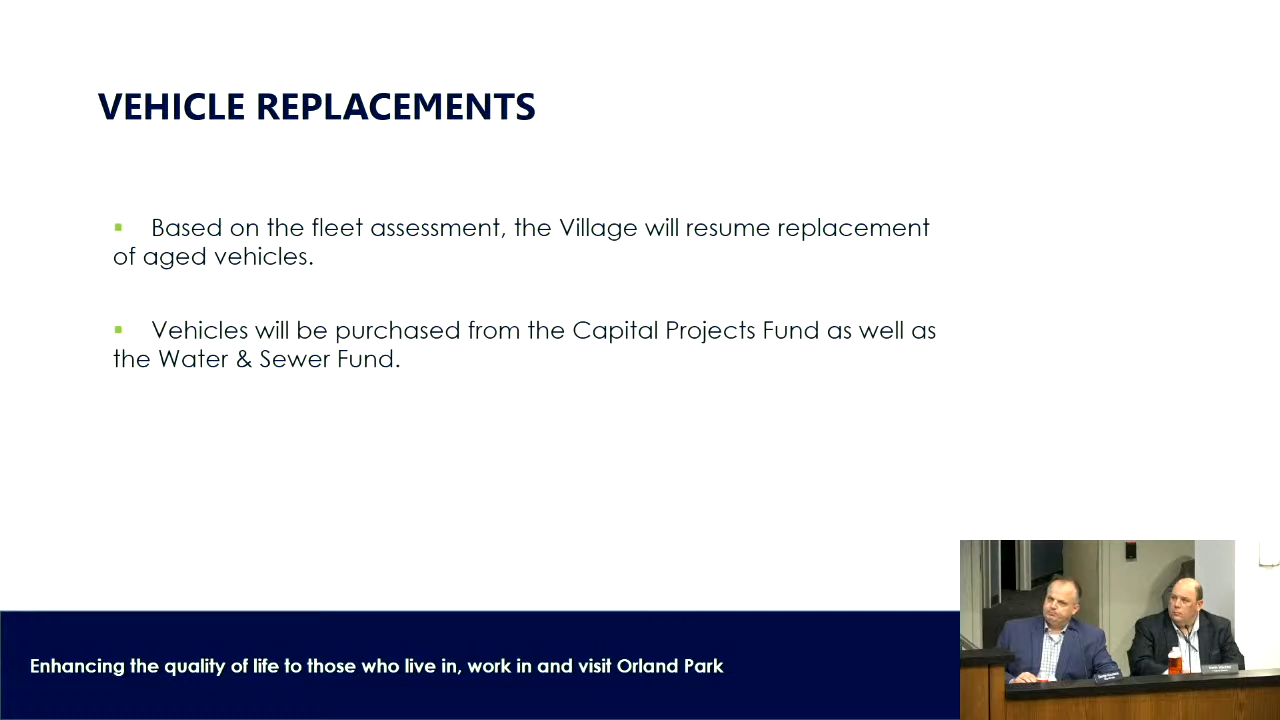 VEHICLE REPLACEMENTS
▪ Based on the fleet assessment, the Village will resume replacement
of aged vehicles.
▪ Vehicles will be purchased from the Capital Projects Fund as well as
the Water & Sewer Fund.
Enhancing the quality of life to those who live in, work in and visit Orland Park